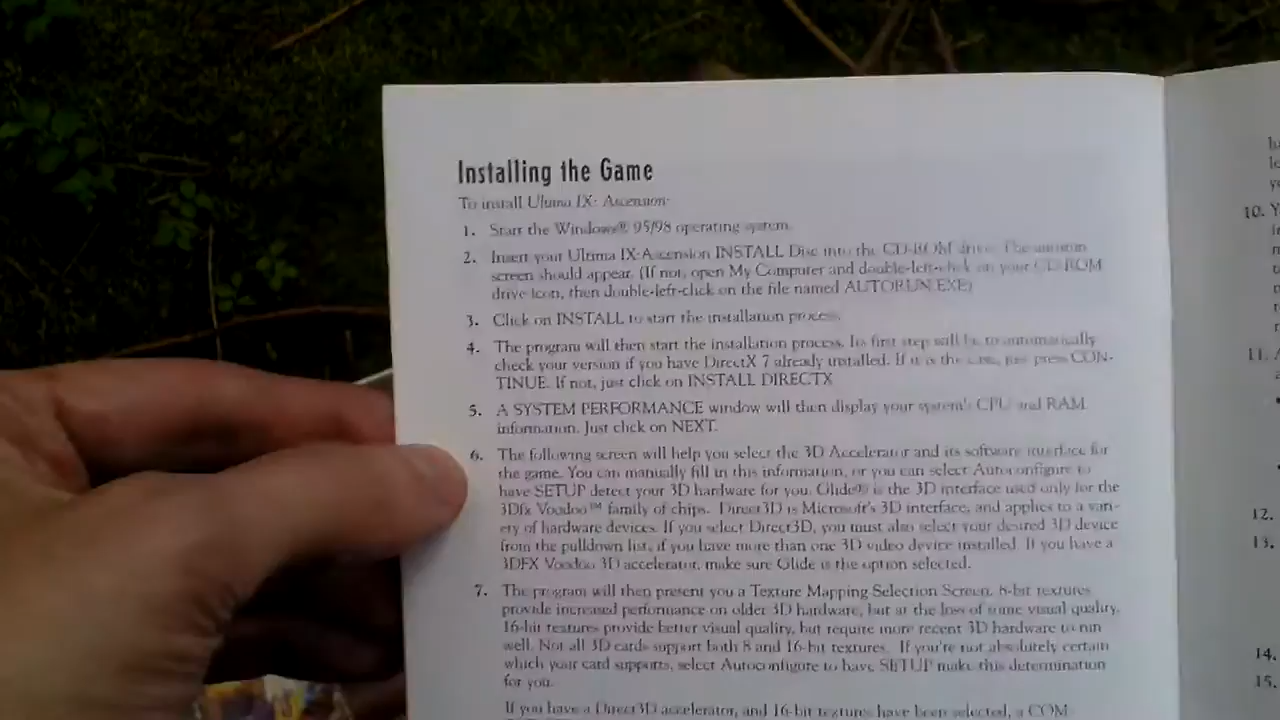 Installing the Game
To install Ultima IX: Ascension:
1. Start the Windows® 95/98 operating system.
2. Insert your Ultima IX:Ascension INSTALL Disc into the CD-ROM drive. The autorun
screen should appear. (If not, open My Computer and double-left-click on your CD-ROM
drive icon, then double-left-click on the file named AUTORUN.EXE)
3. Click on INSTALL to start the installation process.
4. The program will then start the installation process. Its first step will be to automatically
check your version if you have DirectX 7 already installed. If it is the case, just press CON-
TINUE. If not, just click on INSTALL DIRECTX
5. A SYSTEM PERFORMANCE window will then display your system's CPU and RAM
information. Just click on NEXT.
6. The following screen will help you select the 3D Accelerator and its software interface for
the game. You can manually fill in this information, or you can select Autoconfigure to
have SETUP detect your 3D hardware for you. Glide® is the 3D interface used only for the
3Dfx Voodoo™ family of chips. Direct3D is Microsoft's 3D interface, and applies to a vari-
ety of hardware devices. If you select Direct3D, you must also select your desired 3D device
from the pulldown list, if you have more than one 3D video device installed. If you have a
3DFX Voodoo 3D accelerator, make sure Glide is the option selected.
7. The program will then present you a Texture Mapping Selection Screen. 8-bit textures
provide increased performance on older 3D hardware, but at the loss of some visual quality.
16-bit textures provide better visual quality, but require more recent 3D hardware to run
well. Not all 3D cards support both 8 and 16-bit textures. If you're not absolutely certain
which your card supports, select Autoconfigure to have SETUP make this determination
for you.
If you have a Direct3D accelerator, and 16-bit textures have been selected, a COM
10.
11.
12.
13.
14.
15.